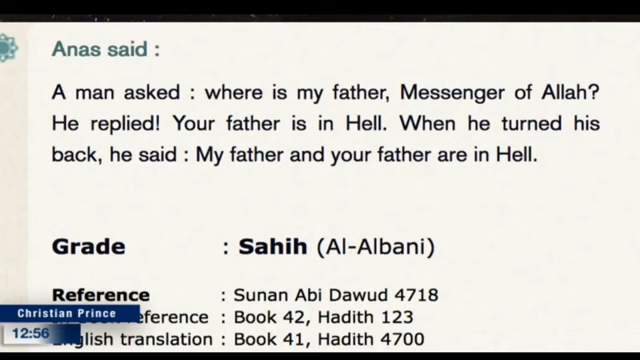 Anas said :
A man asked : where is my father, Messenger of Allah?
He replied! Your father is in Hell. When he turned his
back, he said : My father and your father are in Hell.
Grade : Sahih (Al-Albani)
Reference : Sunan Abi Dawud 4718
Christian Prince
reference : Book 42, Hadith 123
12:56
English translation : Book 41, Hadith 4700